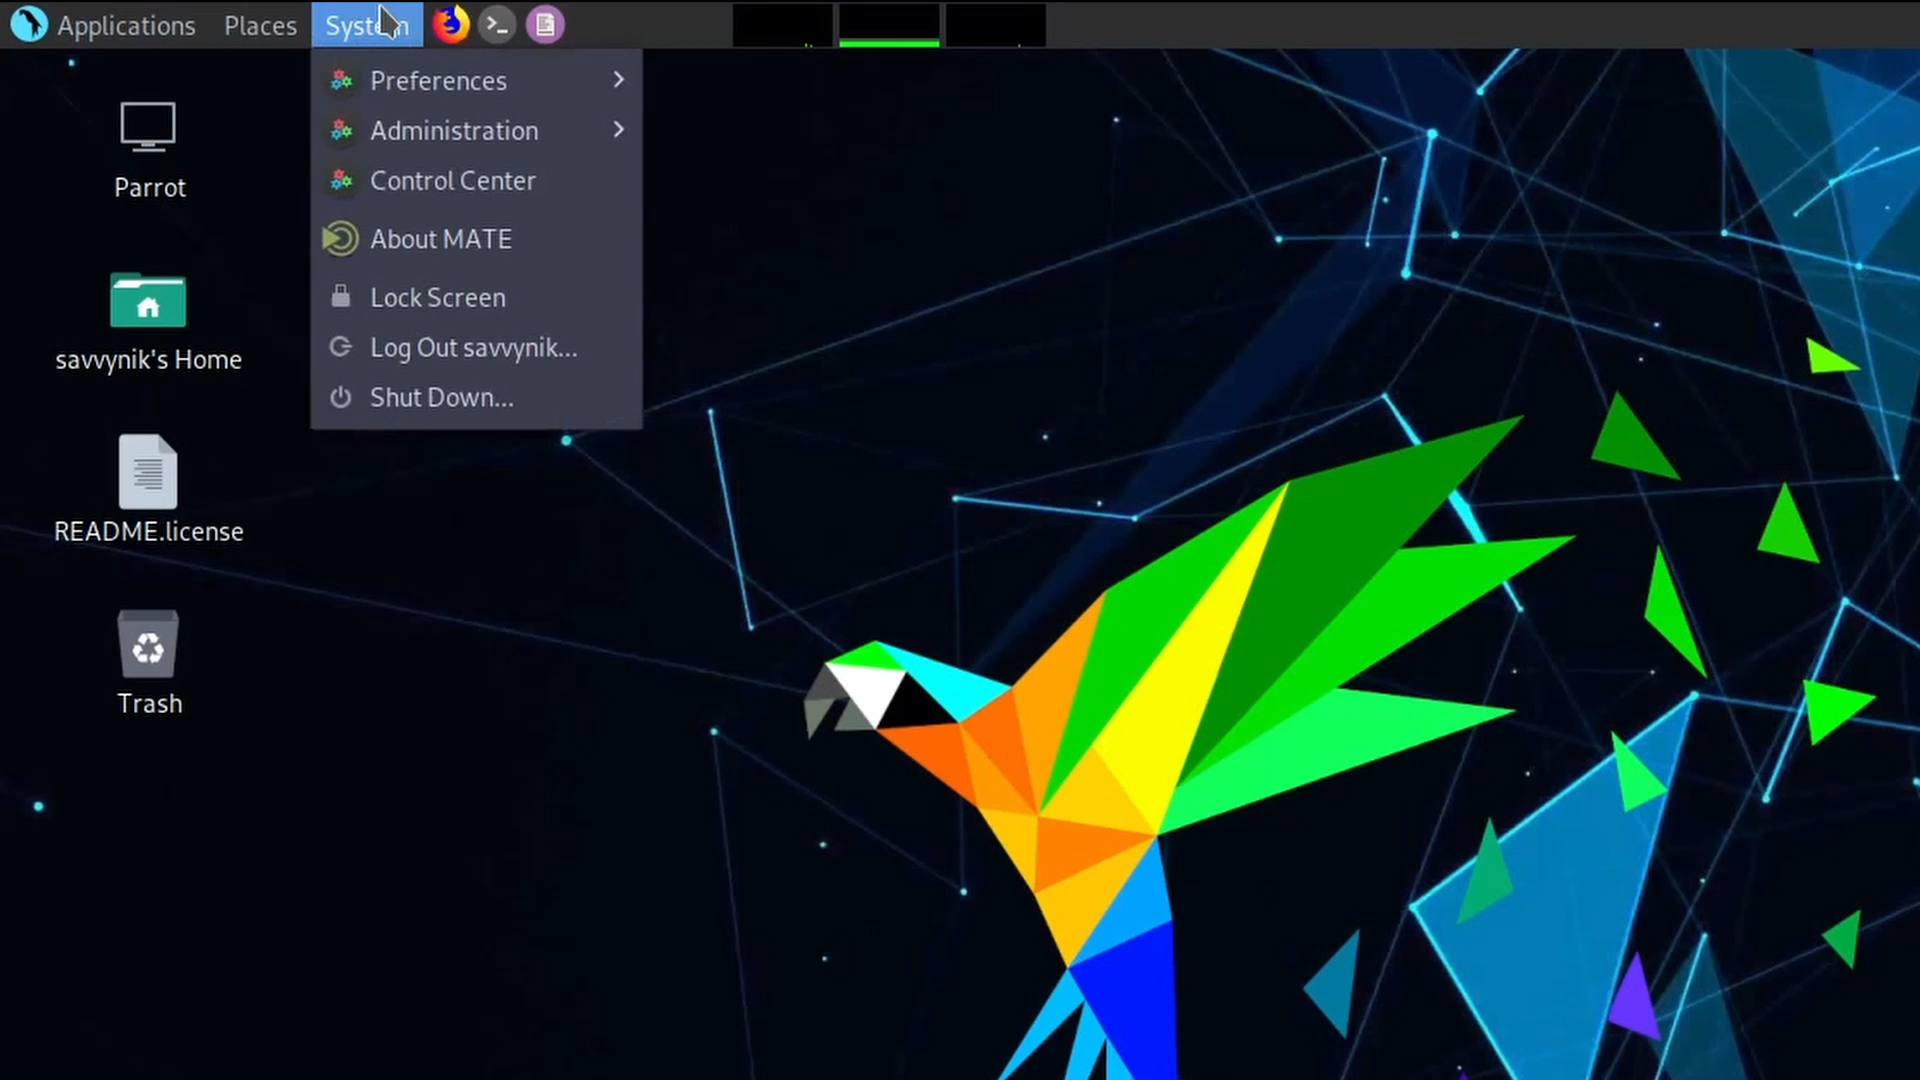 Applications Places System
Preferences
Administration
Control Center
About MATE
Lock Screen
Log Out savvynik...
Shut Down...
Parrot
savvynik's Home
README.license
Trash